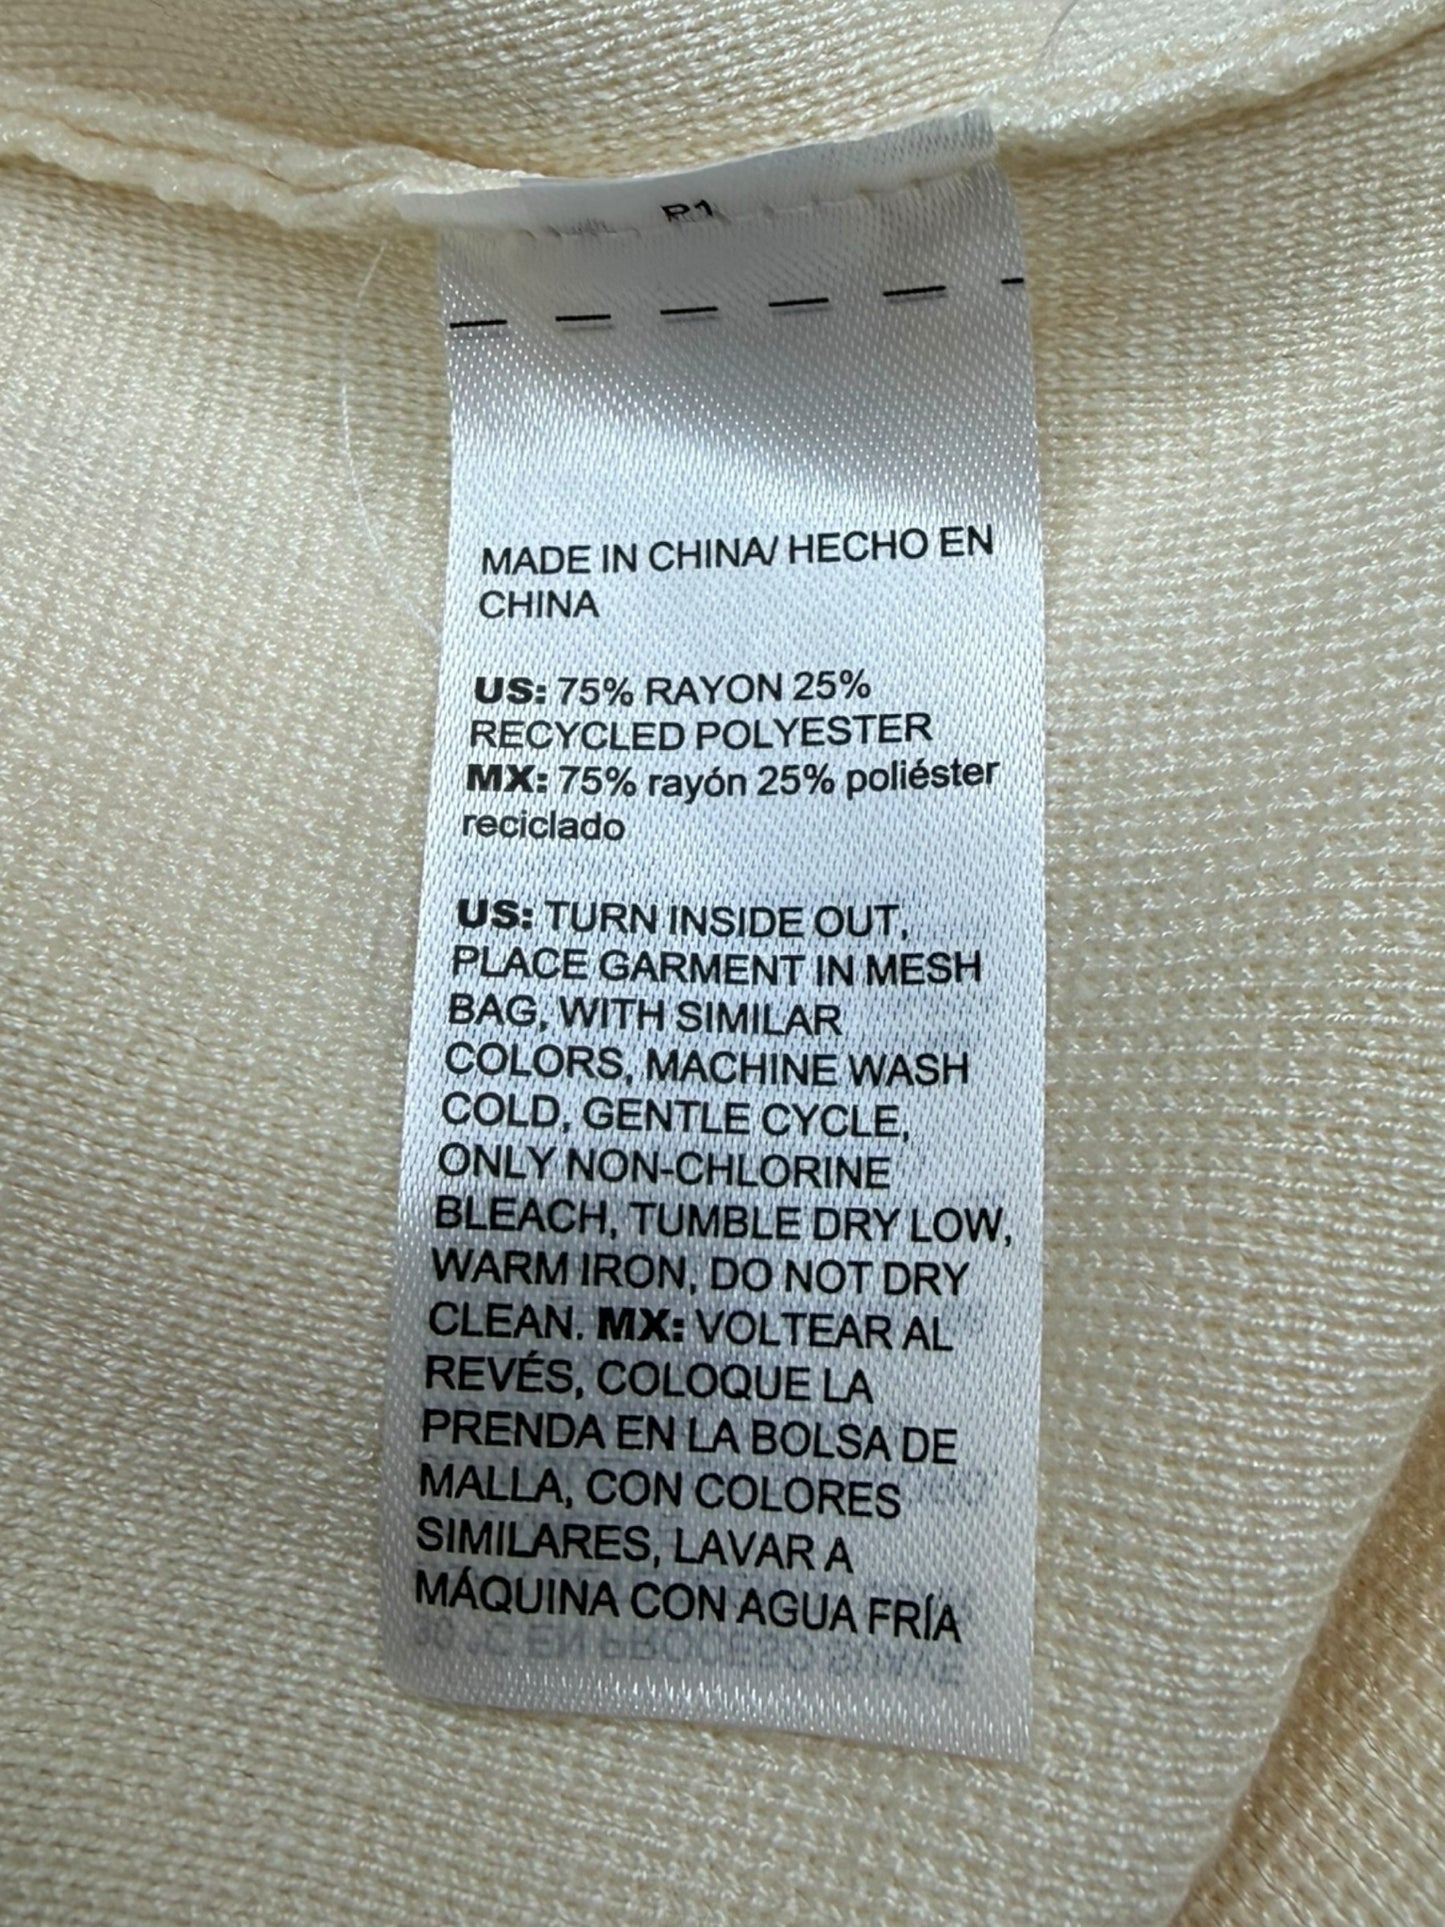 P1
MADE IN CHINA/ HECHO EN
CHINA
US: 75% RAYON 25%
RECYCLED POLYESTER
MX: 75% rayón 25% poliéster
reciclado
US: TURN INSIDE OUT,
PLACE GARMENT IN MESH
BAG, WITH SIMILAR
COLORS, MACHINE WASH
COLD, GENTLE CYCLE,
ONLY NON-CHLORINE
BLEACH, TUMBLE DRY LOW,
WARM IRON, DO NOT DRY
CLEAN. MX: VOLTEAR AL
REVÉS, COLOQUE LA
PRENDA EN LA BOLSA DE
MALLA, CON COLORES
SIMILARES, LAVAR A
MÁQUINA CON AGUA FRÍA